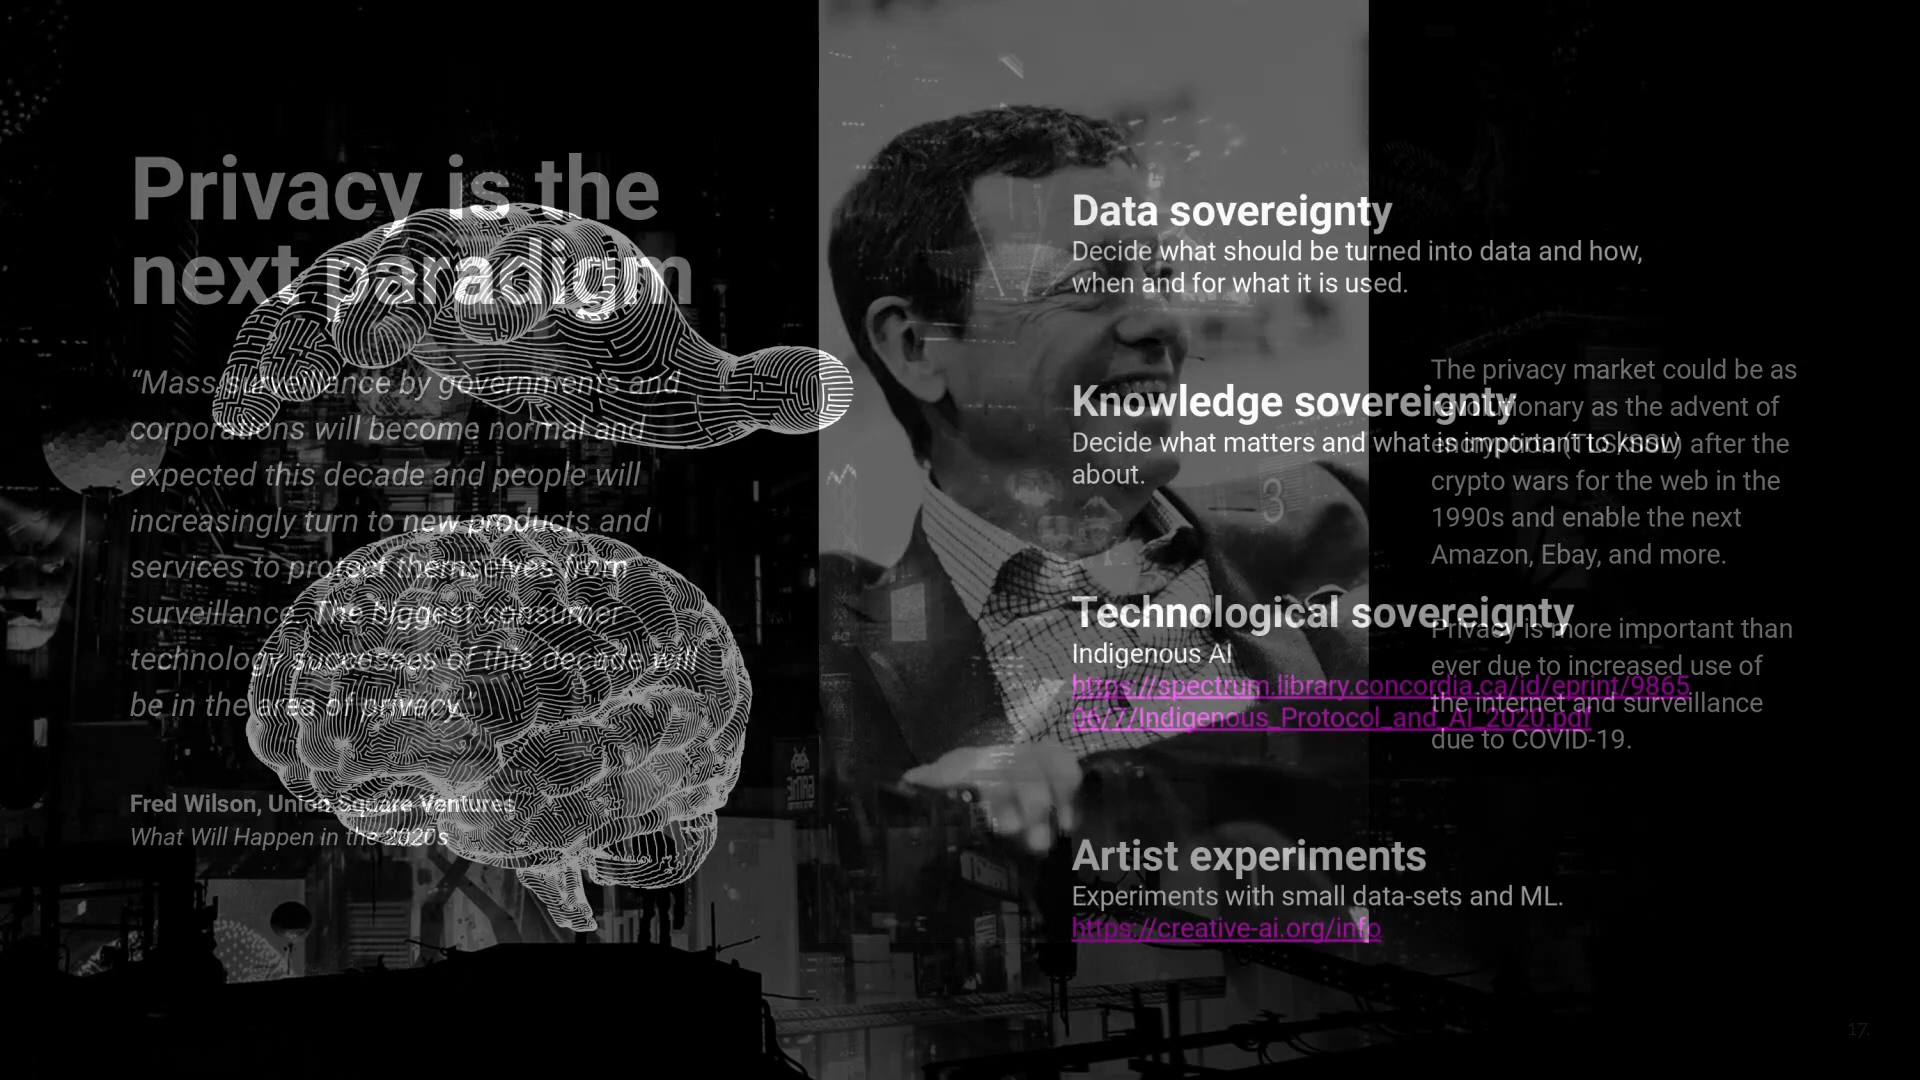 Privacy is the
next paradigm
“Mass surveillance by governments and
corporations will become normal and
expected this decade and people will
increasingly turn to new products and
services to protect themselves from
surveillance. The biggest consumer
technology successes of this decade will
be in the area of privacy.”
Fred Wilson, Union Square Ventures
What Will Happen in the 2020s
Data sovereignty
Decide what should be turned into data and how,
when and for what it is used.
Knowledge sovereignty
Decide what matters and what is important to know
about.
Technological sovereignty
Indigenous AI
https://spectrum.library.concordia.ca/id/eprint/9865
06/7/Indigenous_Protocol_and_AI_2020.pdf
Artist experiments
Experiments with small data-sets and ML.
https://creative-ai.org/info
The privacy market could be as
revolutionary as the advent of
encryption (TLS/SSL) after the
crypto wars for the web in the
1990s and enable the next
Amazon, Ebay, and more.
Privacy is more important than
ever due to increased use of
the internet and surveillance
due to COVID-19.
3
17.